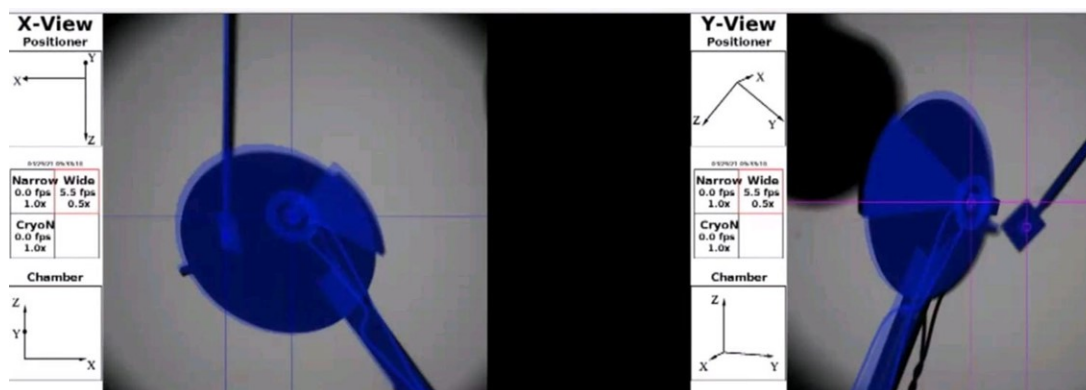 X-View
Positioner
Y
X
Z
Narrow Wide
0.0 fps 5.5 fps
1.0x 0.5x
CryoN
0.0 fps
1.0x
Chamber
Z
Y
X
Y-View
Positioner
X
Z
Y
Narrow Wide
0.0 fps 5.5 fps
1.0x 0.5x
CryoN
0.0 fps
1.0x
Chamber
Z
X
Y